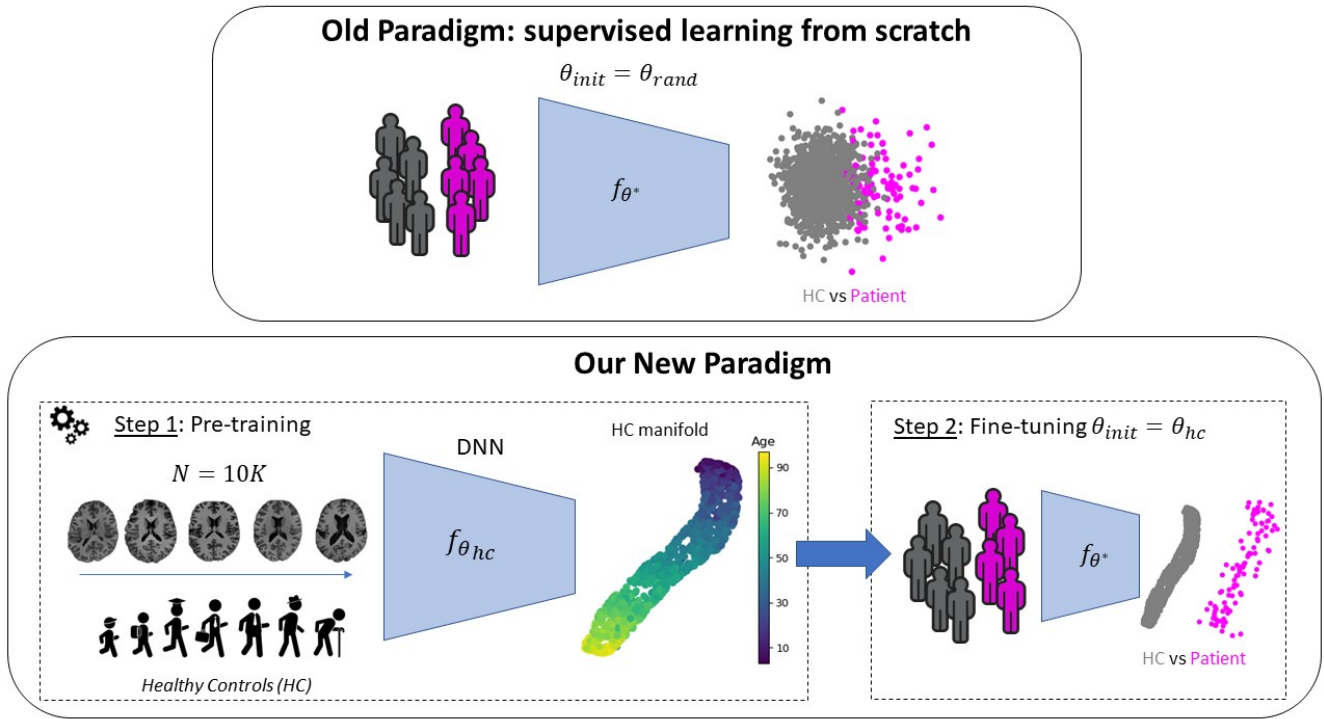 Old Paradigm: supervised learning from scratch
θ_init = θ_rand
f_θ*
HC vs Patient
Our New Paradigm
Step 1: Pre-training
N = 10K
DNN
f_θ_hc
HC manifold
Age
90
70
50
30
10
Healthy Controls (HC)
Step 2: Fine-tuning θ_init = θ_hc
f_θ*
HC vs Patient